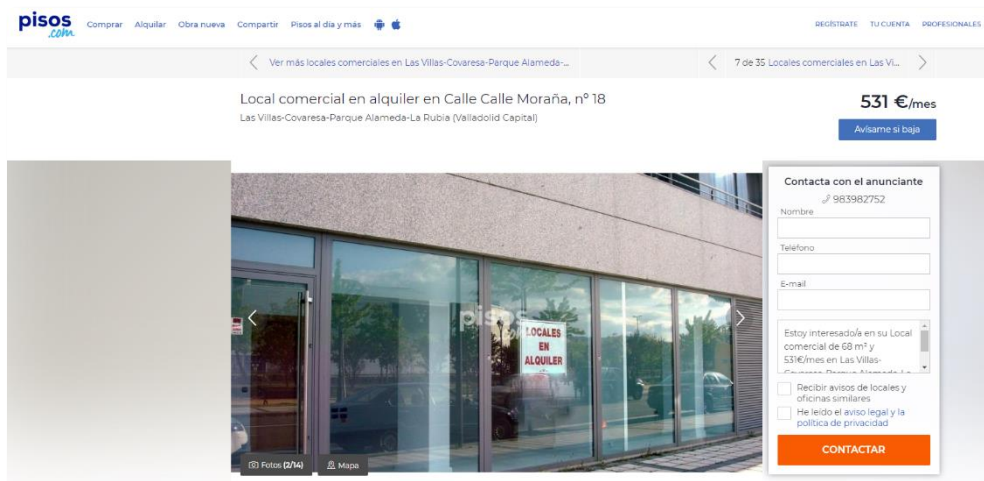 pisos
.com
Comprar Alquilar Obra nueva Compartir Pisos al día y más
REGÍSTRATE TU CUENTA PROFESIONALES
Ver más locales comerciales en Las Villas-Covaresa-Parque Alameda-...
7 de 35 Locales comerciales en Las Vi...
Local comercial en alquiler en Calle Calle Moraña, nº 18
Las Villas-Covaresa-Parque Alameda-La Rubia (Valladolid Capital)
531 €/mes
Avísame si baja
pisos
LOCALES
EN
ALQUILER
Fotos (2/14) Mapa
Contacta con el anunciante
983982752
Nombre
Teléfono
E-mail
Estoy interesado/a en su Local
comercial de 68 m² y
531€/mes en Las Villas-
Covaresa-Parque Alameda-La
Recibir avisos de locales y
oficinas similares
He leído el aviso legal y la
política de privacidad
CONTACTAR